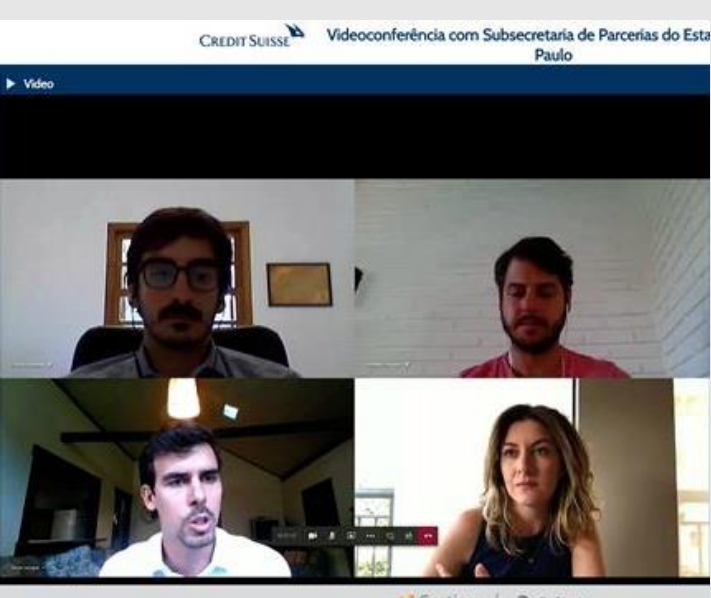 CREDIT SUISSE
Videoconferência com Subsecretaria de Parcerias do Esta
Paulo
Video